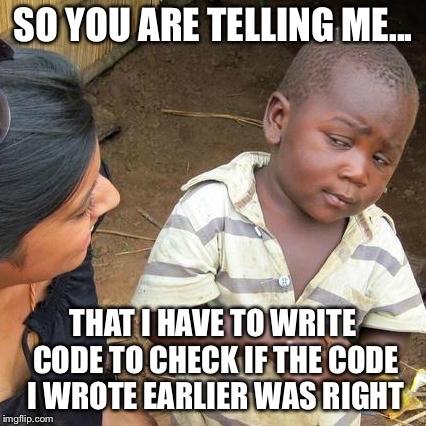 SO YOU ARE TELLING ME...
THAT I HAVE TO WRITE
CODE TO CHECK IF THE CODE
I WROTE EARLIER WAS RIGHT
imgflip.com